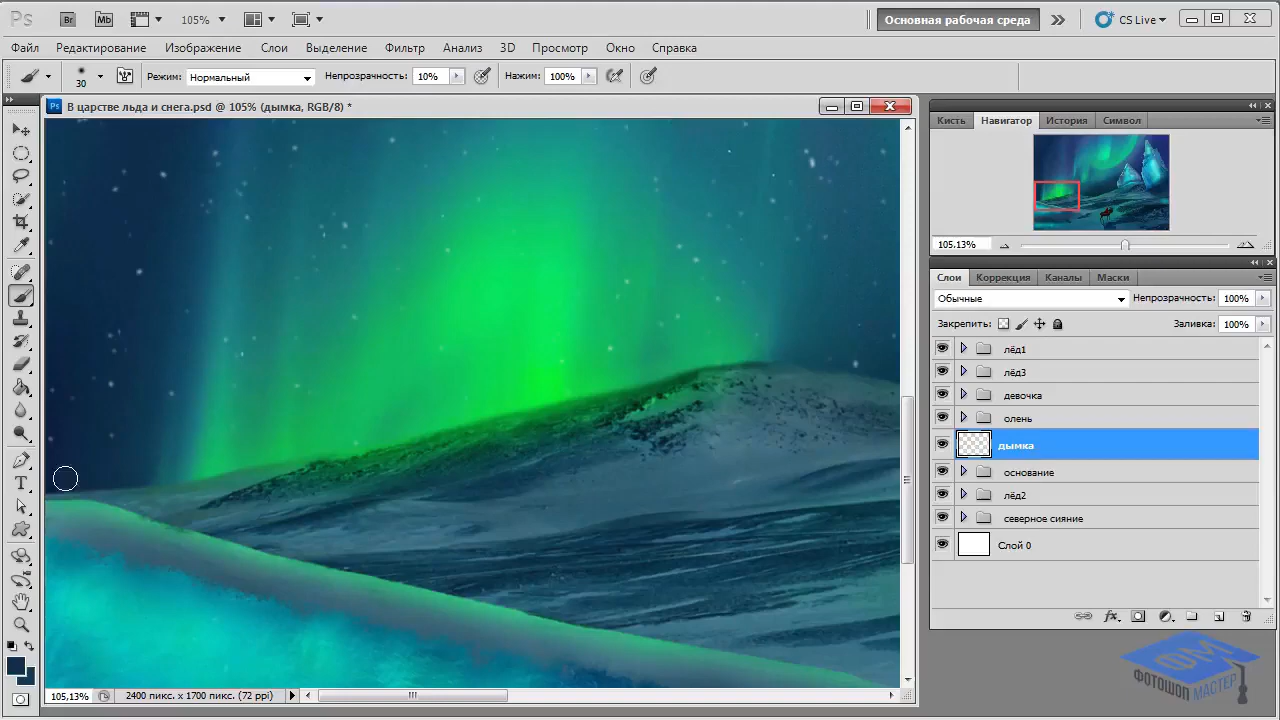 Ps Br Mb 105% Основная рабочая среда CS Live
Файл Редактирование Изображение Слои Выделение Фильтр Анализ 3D Просмотр Окно Справка
30 Режим: Нормальный Непрозрачность: 10% Нажим: 100%
Ps В царстве льда и снега.psd @ 105% (дымка, RGB/8) *
Кисть Навигатор История Символ
105.13%
Слои Коррекция Каналы Маски
Обычные Непрозрачность: 100%
Закрепить: Заливка: 100%
лёд1
лёд3
девочка
олень
дымка
основание
лёд2
северное сияние
Слой 0
T
fx
105,13% 2400 пикс. x 1700 пикс. (72 ppi)
ФМ
ФОТОШОП
МАСТЕР